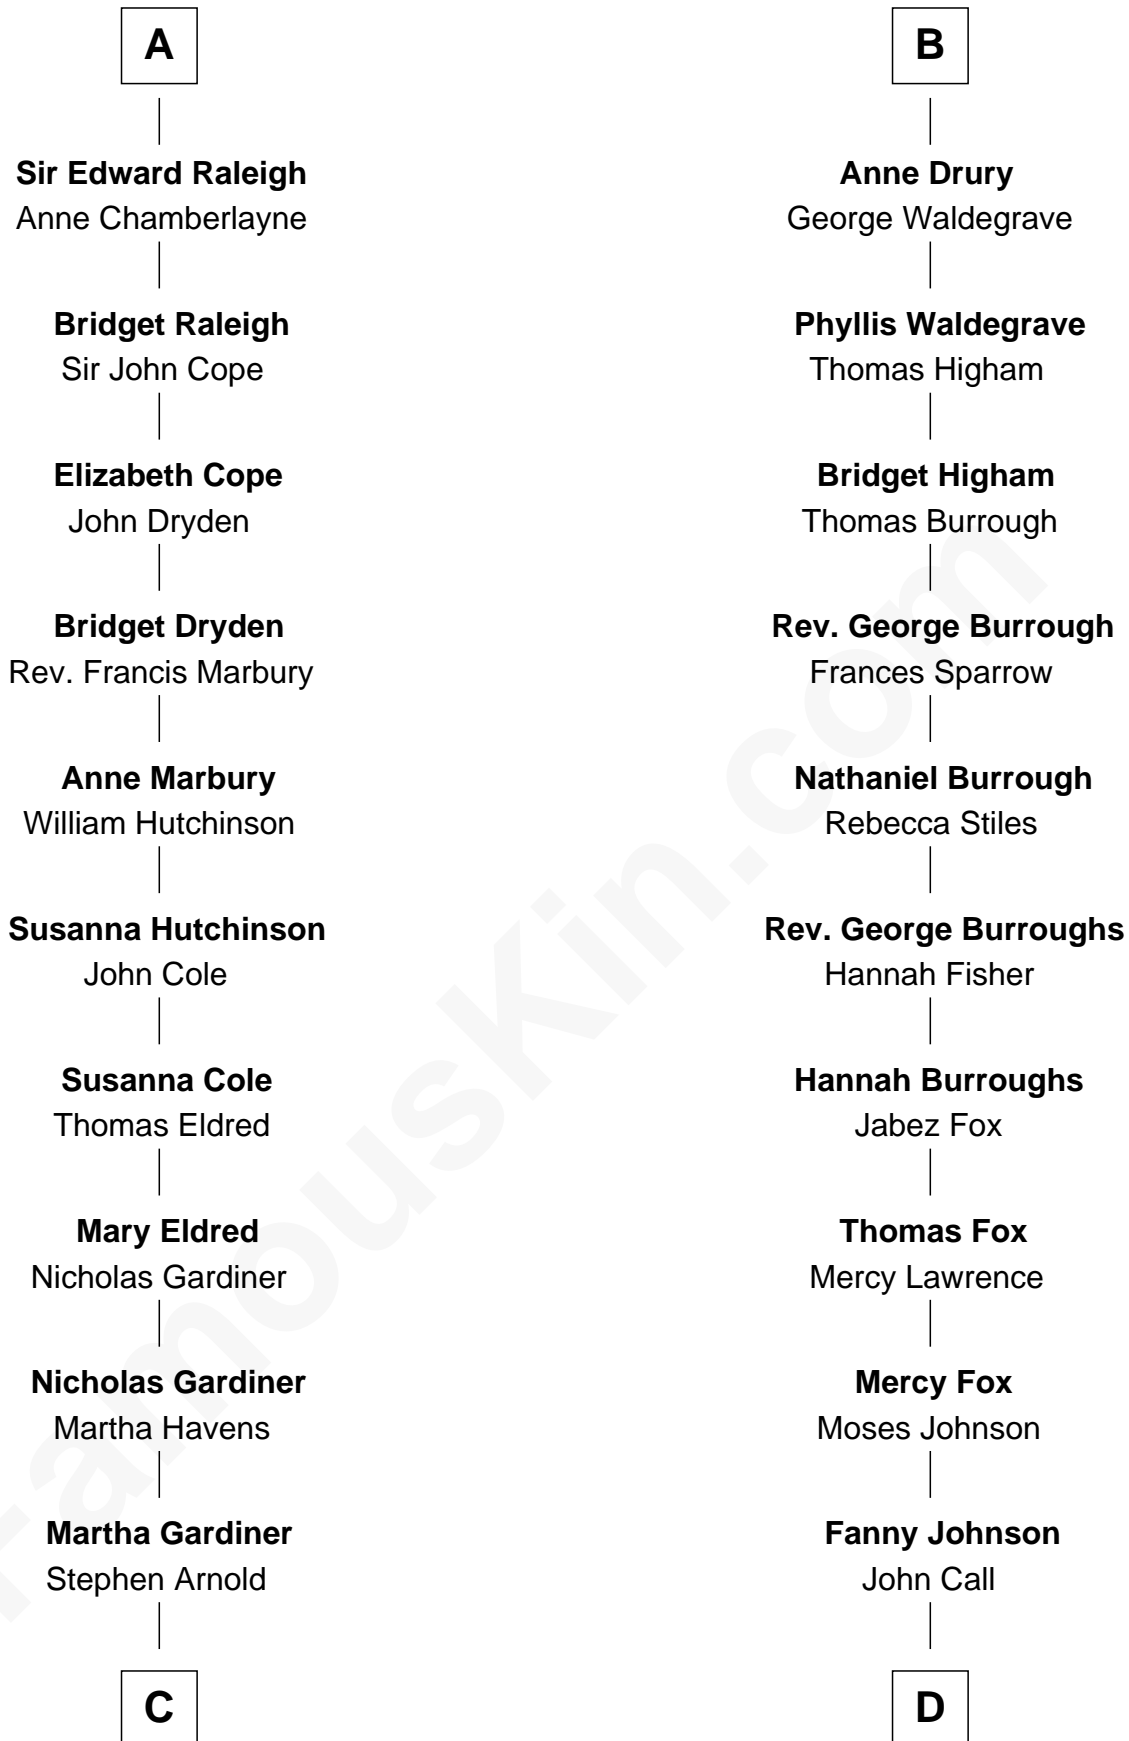 A
Sir Edward Raleigh
Anne Chamberlayne
Bridget Raleigh
Sir John Cope
Elizabeth Cope
John Dryden
Bridget Dryden
Rev. Francis Marbury
Anne Marbury
William Hutchinson
Susanna Hutchinson
John Cole
Susanna Cole
Thomas Eldred
Mary Eldred
Nicholas Gardiner
Nicholas Gardiner
Martha Havens
Martha Gardiner
Stephen Arnold
C
B
Anne Drury
George Waldegrave
Phyllis Waldegrave
Thomas Higham
Bridget Higham
Thomas Burrough
Rev. George Burrough
Frances Sparrow
Nathaniel Burrough
Rebecca Stiles
Rev. George Burroughs
Hannah Fisher
Hannah Burroughs
Jabez Fox
Thomas Fox
Mercy Lawrence
Mercy Fox
Moses Johnson
Fanny Johnson
John Call
D
FamousKin.com